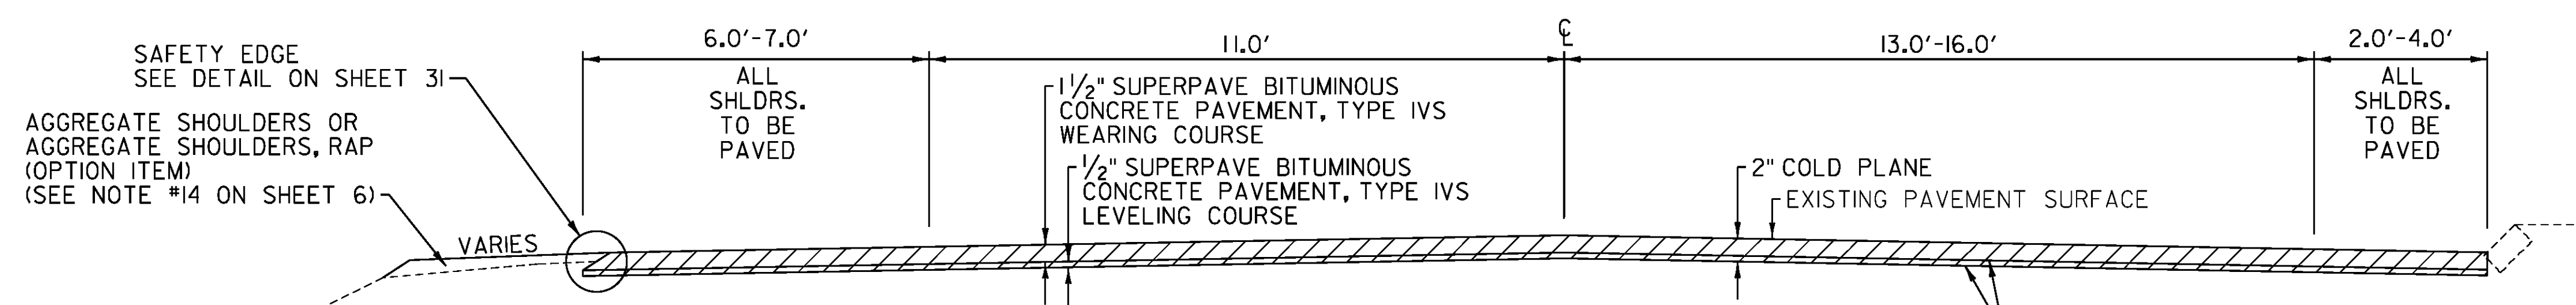 SAFETY EDGE
SEE DETAIL ON SHEET 31
AGGREGATE SHOULDERS OR
AGGREGATE SHOULDERS, RAP
(OPTION ITEM)
(SEE NOTE #14 ON SHEET 6)
VARIES
6.0'-7.0'
ALL
SHLDRS.
TO BE
PAVED
11.0'
℄
1 1/2" SUPERPAVE BITUMINOUS
CONCRETE PAVEMENT, TYPE IVS
WEARING COURSE
1/2" SUPERPAVE BITUMINOUS
CONCRETE PAVEMENT, TYPE IVS
LEVELING COURSE
13.0'-16.0'
2" COLD PLANE
EXISTING PAVEMENT SURFACE
2.0'-4.0'
ALL
SHLDRS.
TO BE
PAVED